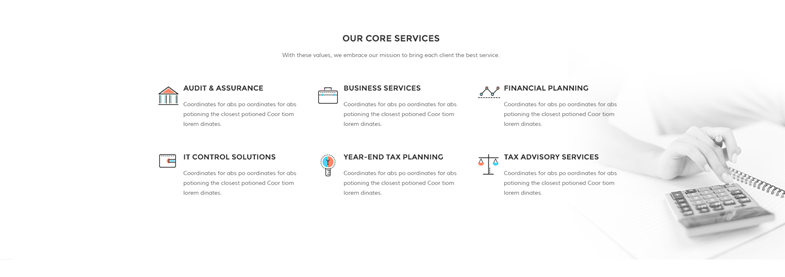 OUR CORE SERVICES
With these values, we embrace our mission to bring each client the best service.
AUDIT & ASSURANCE
Coordinates for abs po oordinates for abs
potioning the closest potioned Coor tiom
lorem dinates.
BUSINESS SERVICES
Coordinates for abs po oordinates for abs
potioning the closest potioned Coor tiom
lorem dinates.
FINANCIAL PLANNING
Coordinates for abs po oordinates for abs
potioning the closest potioned Coor tiom
lorem dinates.
IT CONTROL SOLUTIONS
Coordinates for abs po oordinates for abs
potioning the closest potioned Coor tiom
lorem dinates.
YEAR-END TAX PLANNING
Coordinates for abs po oordinates for abs
potioning the closest potioned Coor tiom
lorem dinates.
TAX ADVISORY SERVICES
Coordinates for abs po oordinates for abs
potioning the closest potioned Coor tiom
lorem dinates.